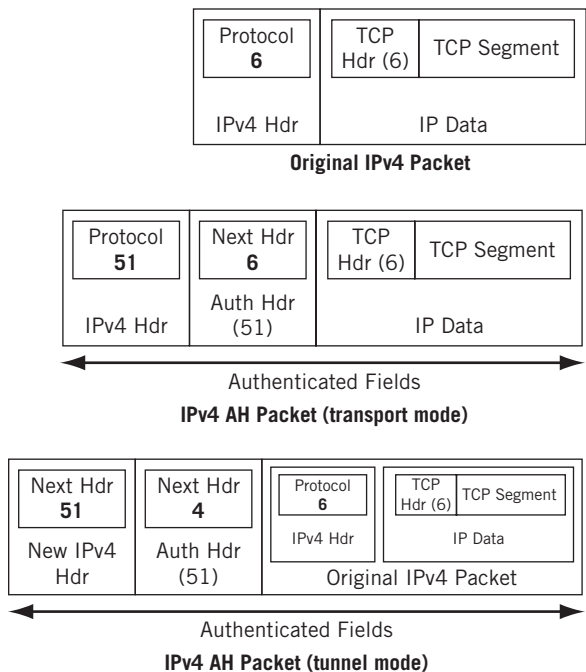 Protocol
6
IPv4 Hdr
TCP
Hdr (6)
TCP Segment
IP Data
Original IPv4 Packet
Protocol
51
IPv4 Hdr
Next Hdr
6
Auth Hdr
(51)
TCP
Hdr (6)
TCP Segment
IP Data
Authenticated Fields
IPv4 AH Packet (transport mode)
Next Hdr
51
New IPv4
Hdr
Next Hdr
4
Auth Hdr
(51)
Protocol
6
IPv4 Hdr
TCP
Hdr (6)
TCP Segment
IP Data
Original IPv4 Packet
Authenticated Fields
IPv4 AH Packet (tunnel mode)